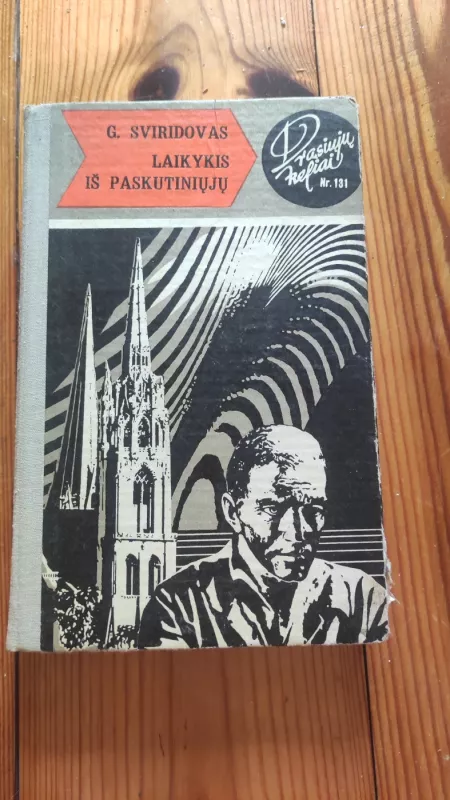 G. SVIRIDOVAS
LAIKYKIS
IŠ PASKUTINIŲJŲ
Drąsiųjų
keliai
Nr. 131